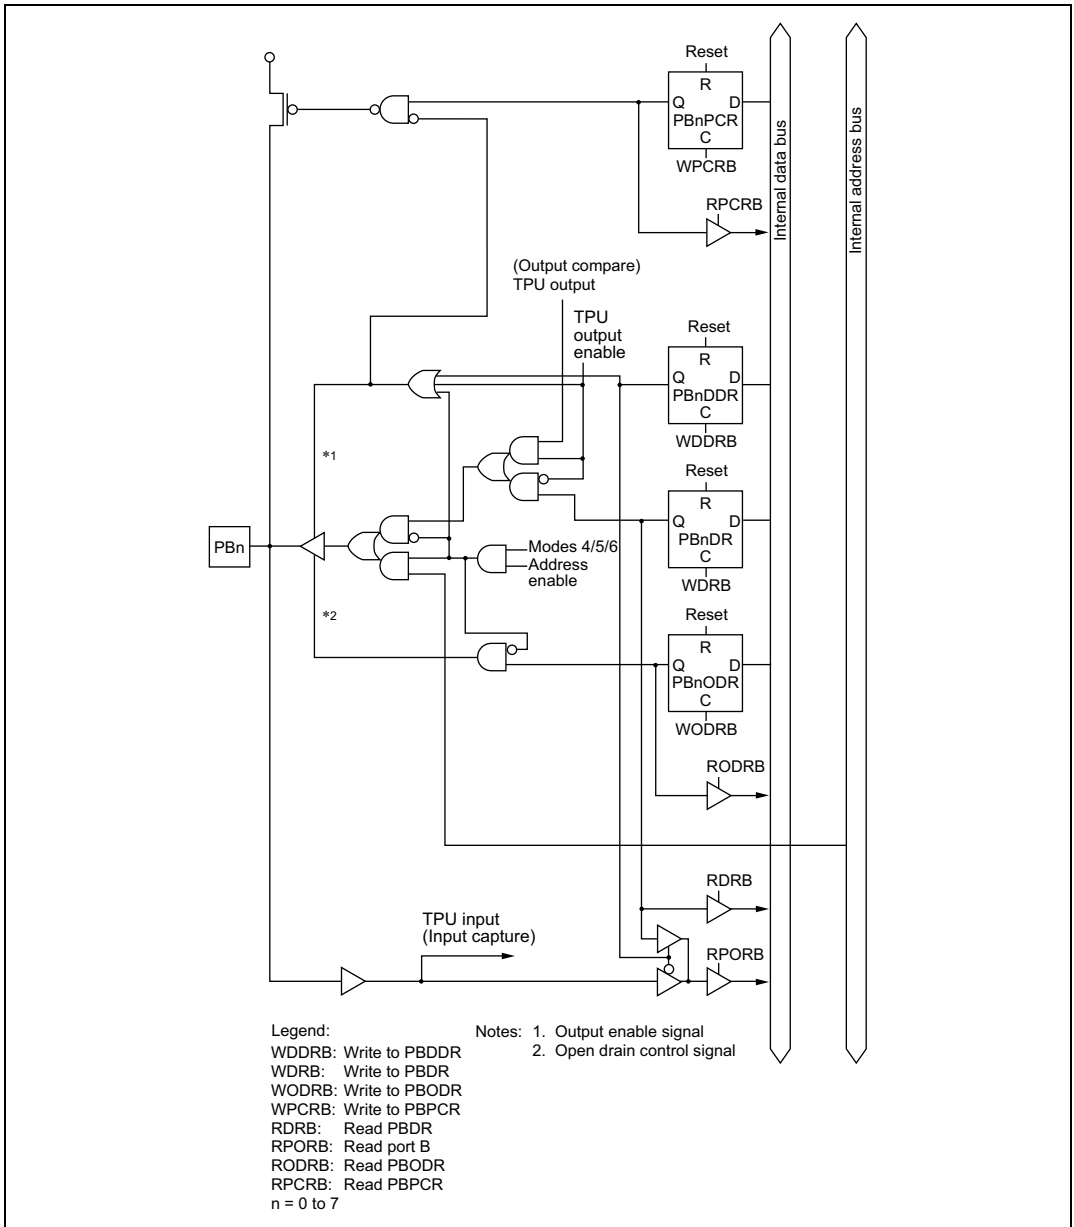 Reset
R
Q D
PBnPCR
C
WPCRB
RPCRB
Internal data bus
Internal address bus
(Output compare)
TPU output
TPU
output
enable
Reset
R
Q D
PBnDDR
C
WDDRB
*1
Reset
R
Q D
PBnDR
C
WDRB
PBn
Modes 4/5/6
Address
enable
*2
Reset
R
Q D
PBnODR
C
WODRB
RODRB
RDRB
TPU input
(Input capture)
RPORB
Legend:
WDDRB: Write to PBDDR
WDRB: Write to PBDR
WODRB: Write to PBODR
WPCRB: Write to PBPCR
RDRB: Read PBDR
RPORB: Read port B
RODRB: Read PBODR
RPCRB: Read PBPCR
n = 0 to 7
Notes: 1. Output enable signal
2. Open drain control signal